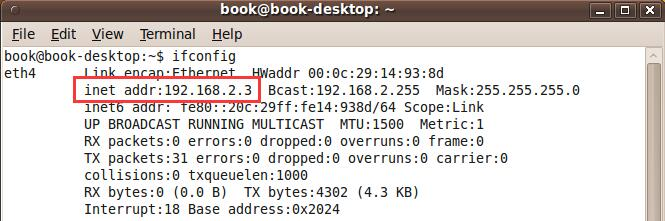 book@book-desktop: ~
File Edit View Terminal Help
book@book-desktop:~$ ifconfig
eth4      Link encap:Ethernet  HWaddr 00:0c:29:14:93:8d
          inet addr:192.168.2.3  Bcast:192.168.2.255  Mask:255.255.255.0
          inet6 addr: fe80::20c:29ff:fe14:938d/64 Scope:Link
          UP BROADCAST RUNNING MULTICAST  MTU:1500  Metric:1
          RX packets:0 errors:0 dropped:0 overruns:0 frame:0
          TX packets:31 errors:0 dropped:0 overruns:0 carrier:0
          collisions:0 txqueuelen:1000
          RX bytes:0 (0.0 B)  TX bytes:4302 (4.3 KB)
          Interrupt:18 Base address:0x2024